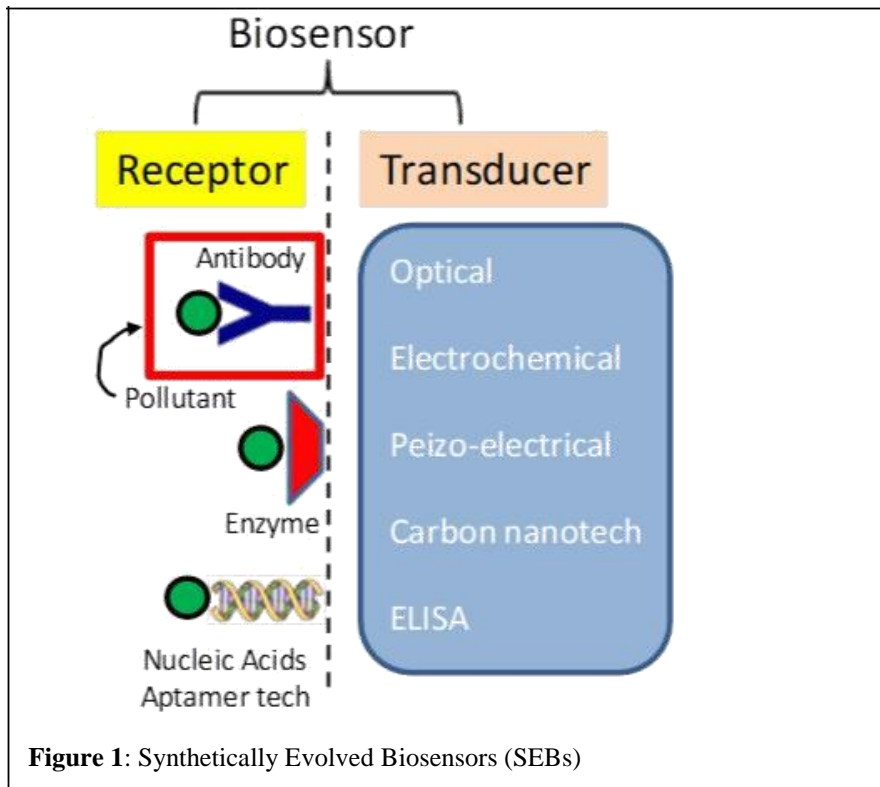 Biosensor
Receptor
Transducer
Antibody
Pollutant
Enzyme
Nucleic Acids
Aptamer tech
Optical
Electrochemical
Peizo-electrical
Carbon nanotech
ELISA
Figure 1: Synthetically Evolved Biosensors (SEBs)